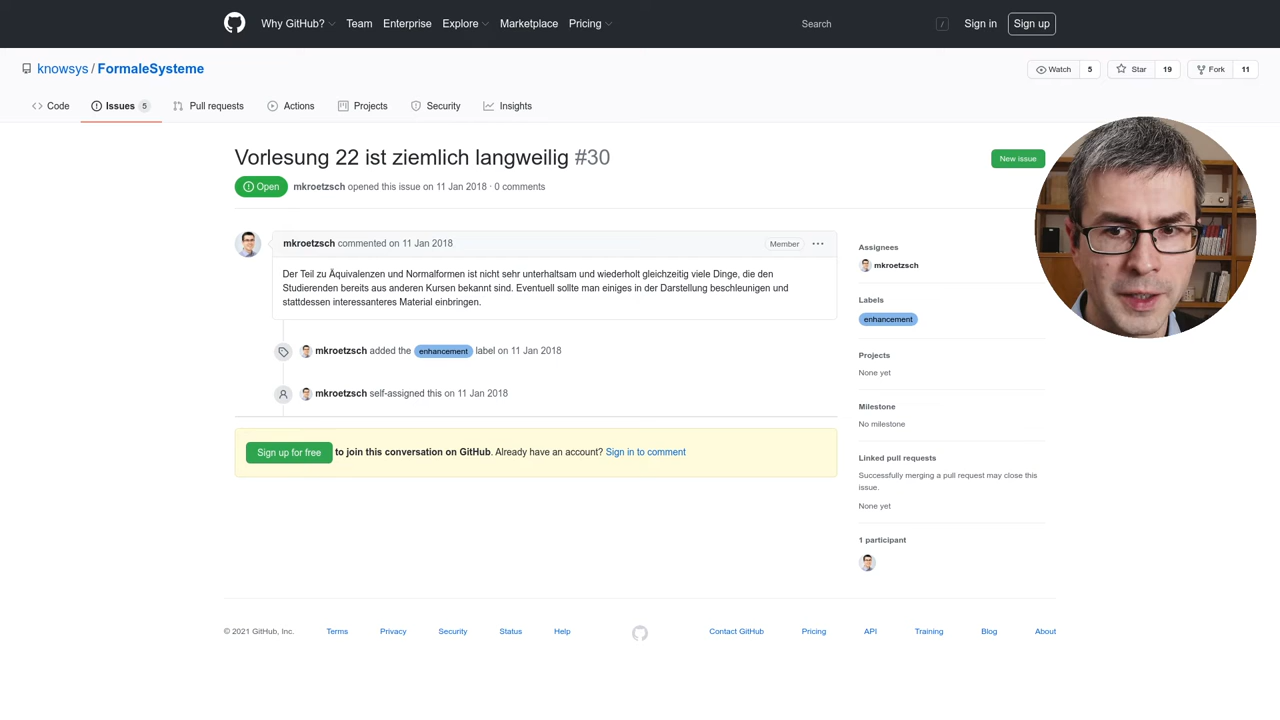 Why GitHub? Team Enterprise Explore Marketplace Pricing Search / Sign in Sign up
knowsys / FormaleSysteme Watch 5 Star 19 Fork 11
Code Issues 5 Pull requests Actions Projects Security Insights
Vorlesung 22 ist ziemlich langweilig #30 New issue
Open mkroetzsch opened this issue on 11 Jan 2018 · 0 comments
mkroetzsch commented on 11 Jan 2018 Member
Der Teil zu Äquivalenzen und Normalformen ist nicht sehr unterhaltsam und wiederholt gleichzeitig viele Dinge, die den
Studierenden bereits aus anderen Kursen bekannt sind. Eventuell sollte man einiges in der Darstellung beschleunigen und
stattdessen interessanteres Material einbringen.
mkroetzsch added the enhancement label on 11 Jan 2018
mkroetzsch self-assigned this on 11 Jan 2018
Sign up for free to join this conversation on GitHub. Already have an account? Sign in to comment
Assignees
mkroetzsch
Labels
enhancement
Projects
None yet
Milestone
No milestone
Linked pull requests
Successfully merging a pull request may close this
issue.
None yet
1 participant
© 2021 GitHub, Inc. Terms Privacy Security Status Help Contact GitHub Pricing API Training Blog About